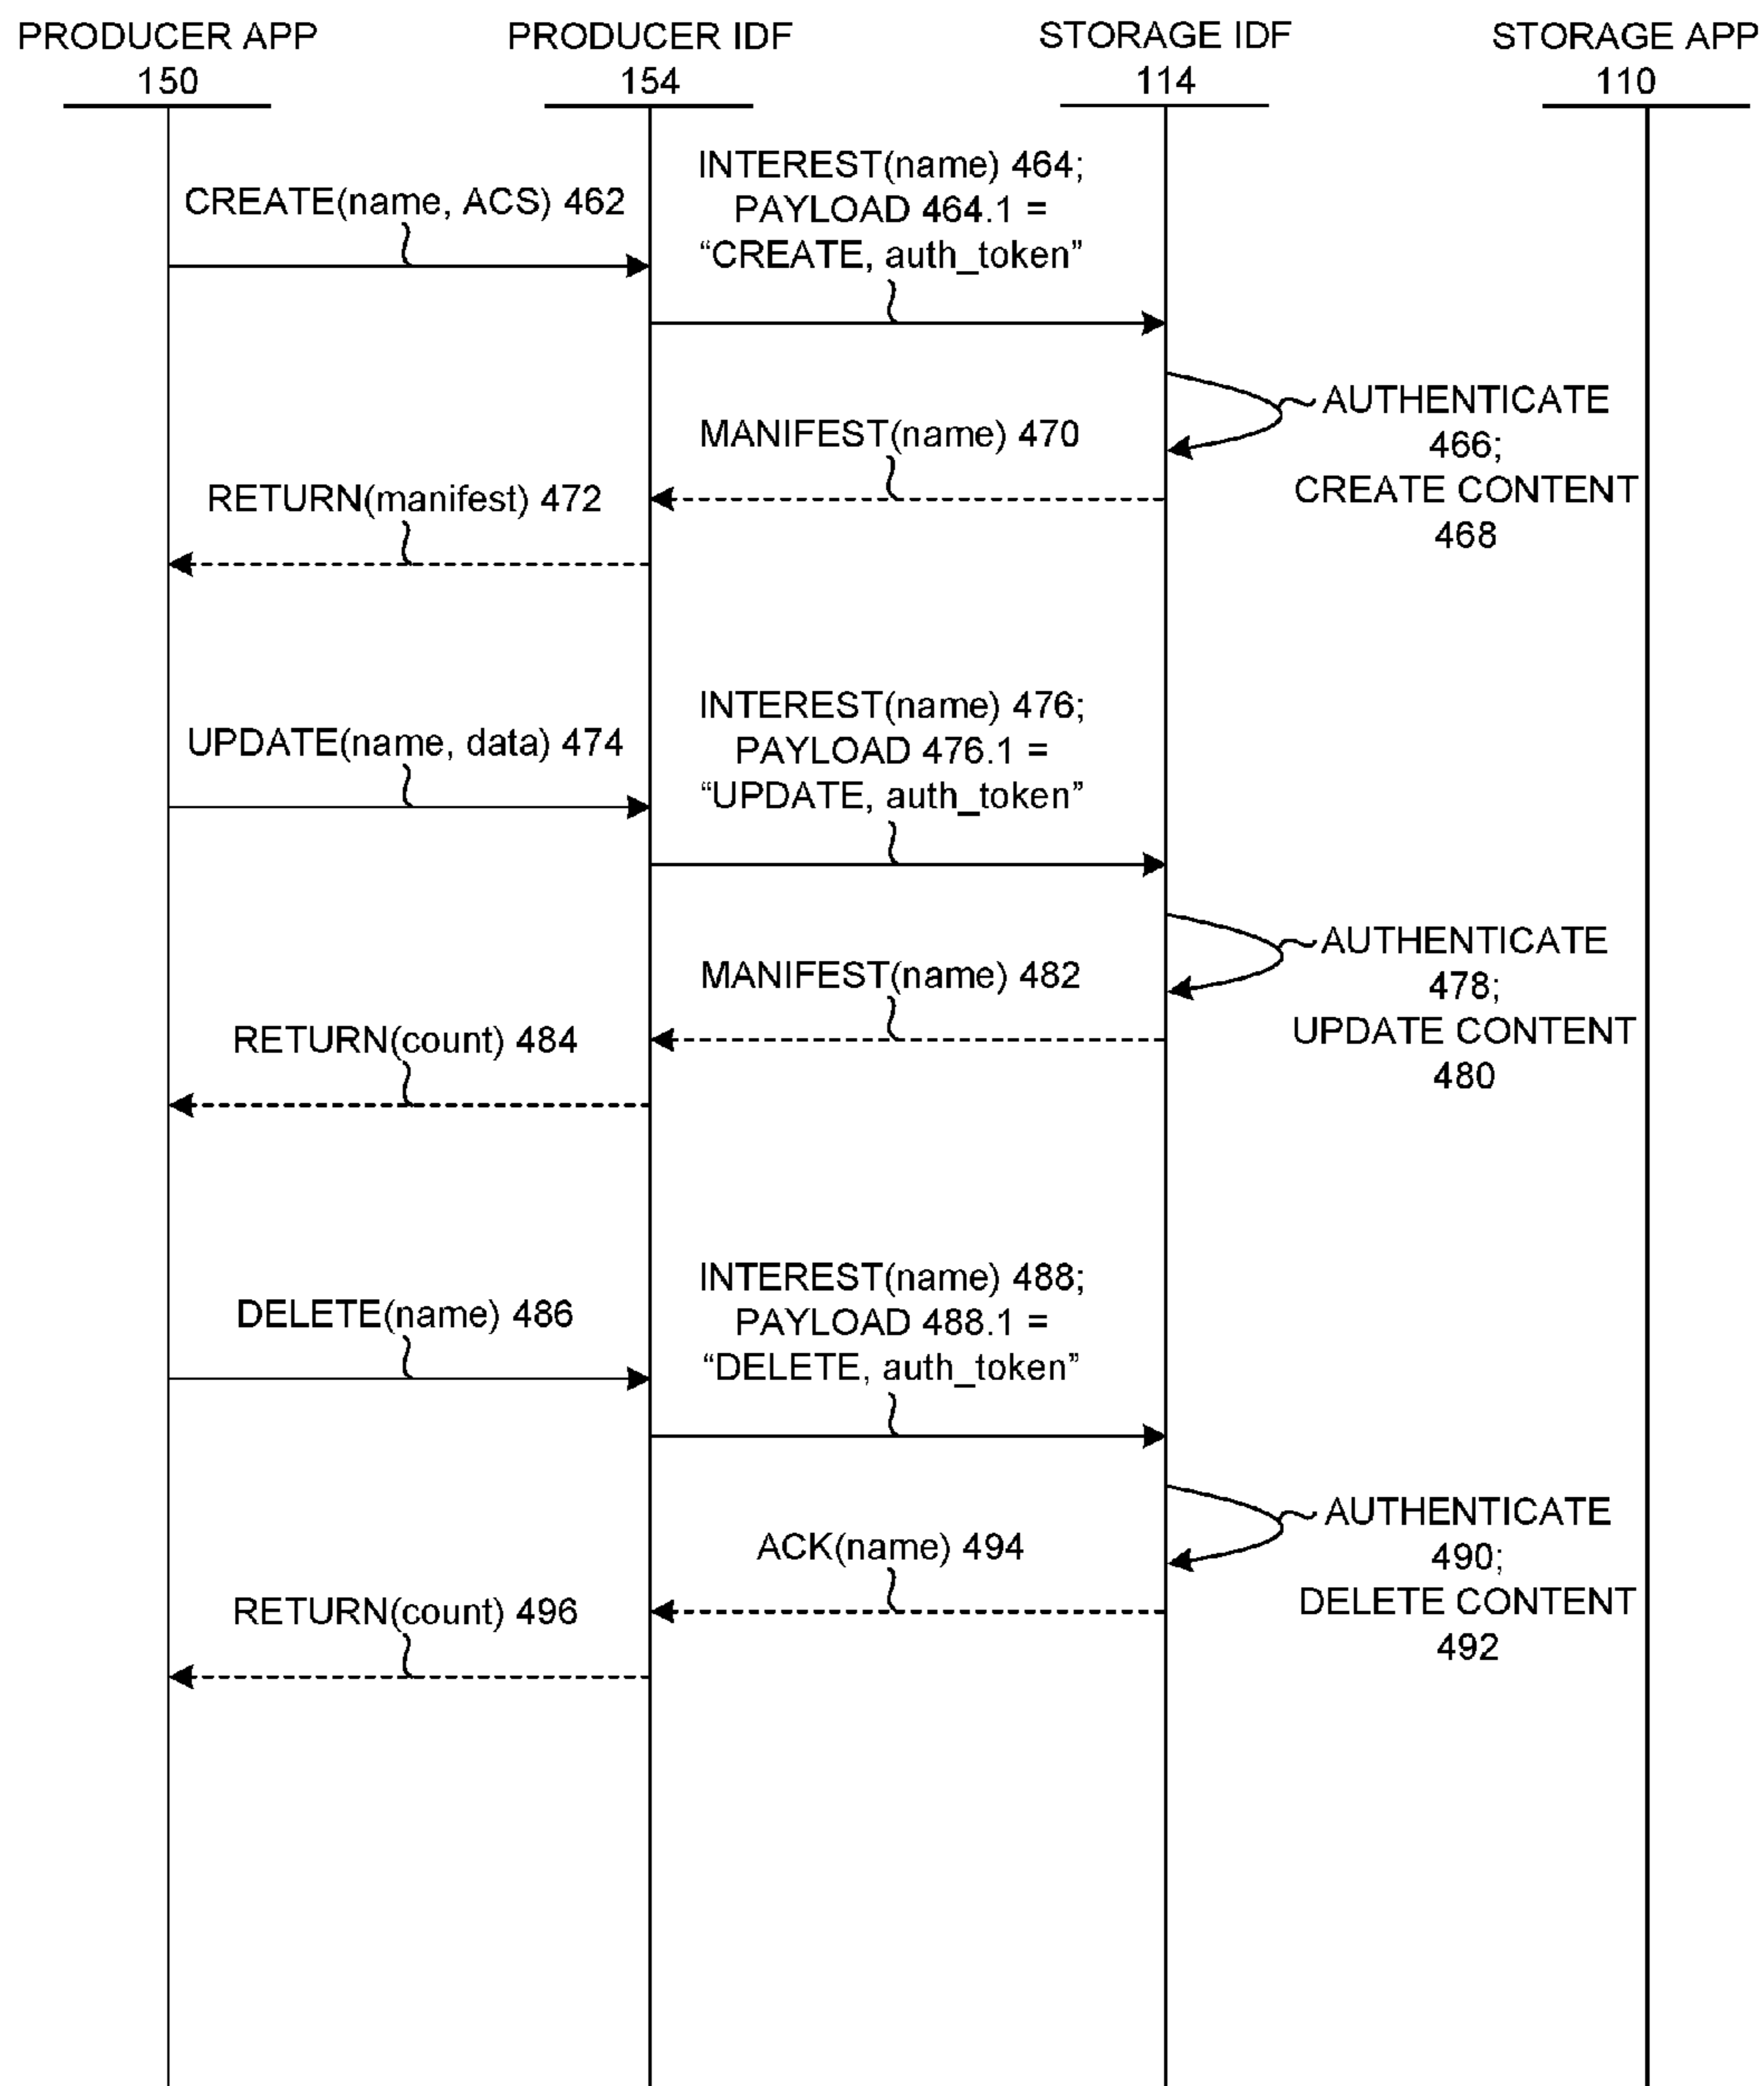 PRODUCER APP
150
PRODUCER IDF
154
STORAGE IDF
114
STORAGE APP
110
CREATE(name, ACS) 462
INTEREST(name) 464;
PAYLOAD 464.1 =
“CREATE, auth_token”
AUTHENTICATE
466;
CREATE CONTENT
468
MANIFEST(name) 470
RETURN(manifest) 472
UPDATE(name, data) 474
INTEREST(name) 476;
PAYLOAD 476.1 =
“UPDATE, auth_token”
AUTHENTICATE
478;
UPDATE CONTENT
480
MANIFEST(name) 482
RETURN(count) 484
DELETE(name) 486
INTEREST(name) 488;
PAYLOAD 488.1 =
“DELETE, auth_token”
AUTHENTICATE
490;
DELETE CONTENT
492
ACK(name) 494
RETURN(count) 496